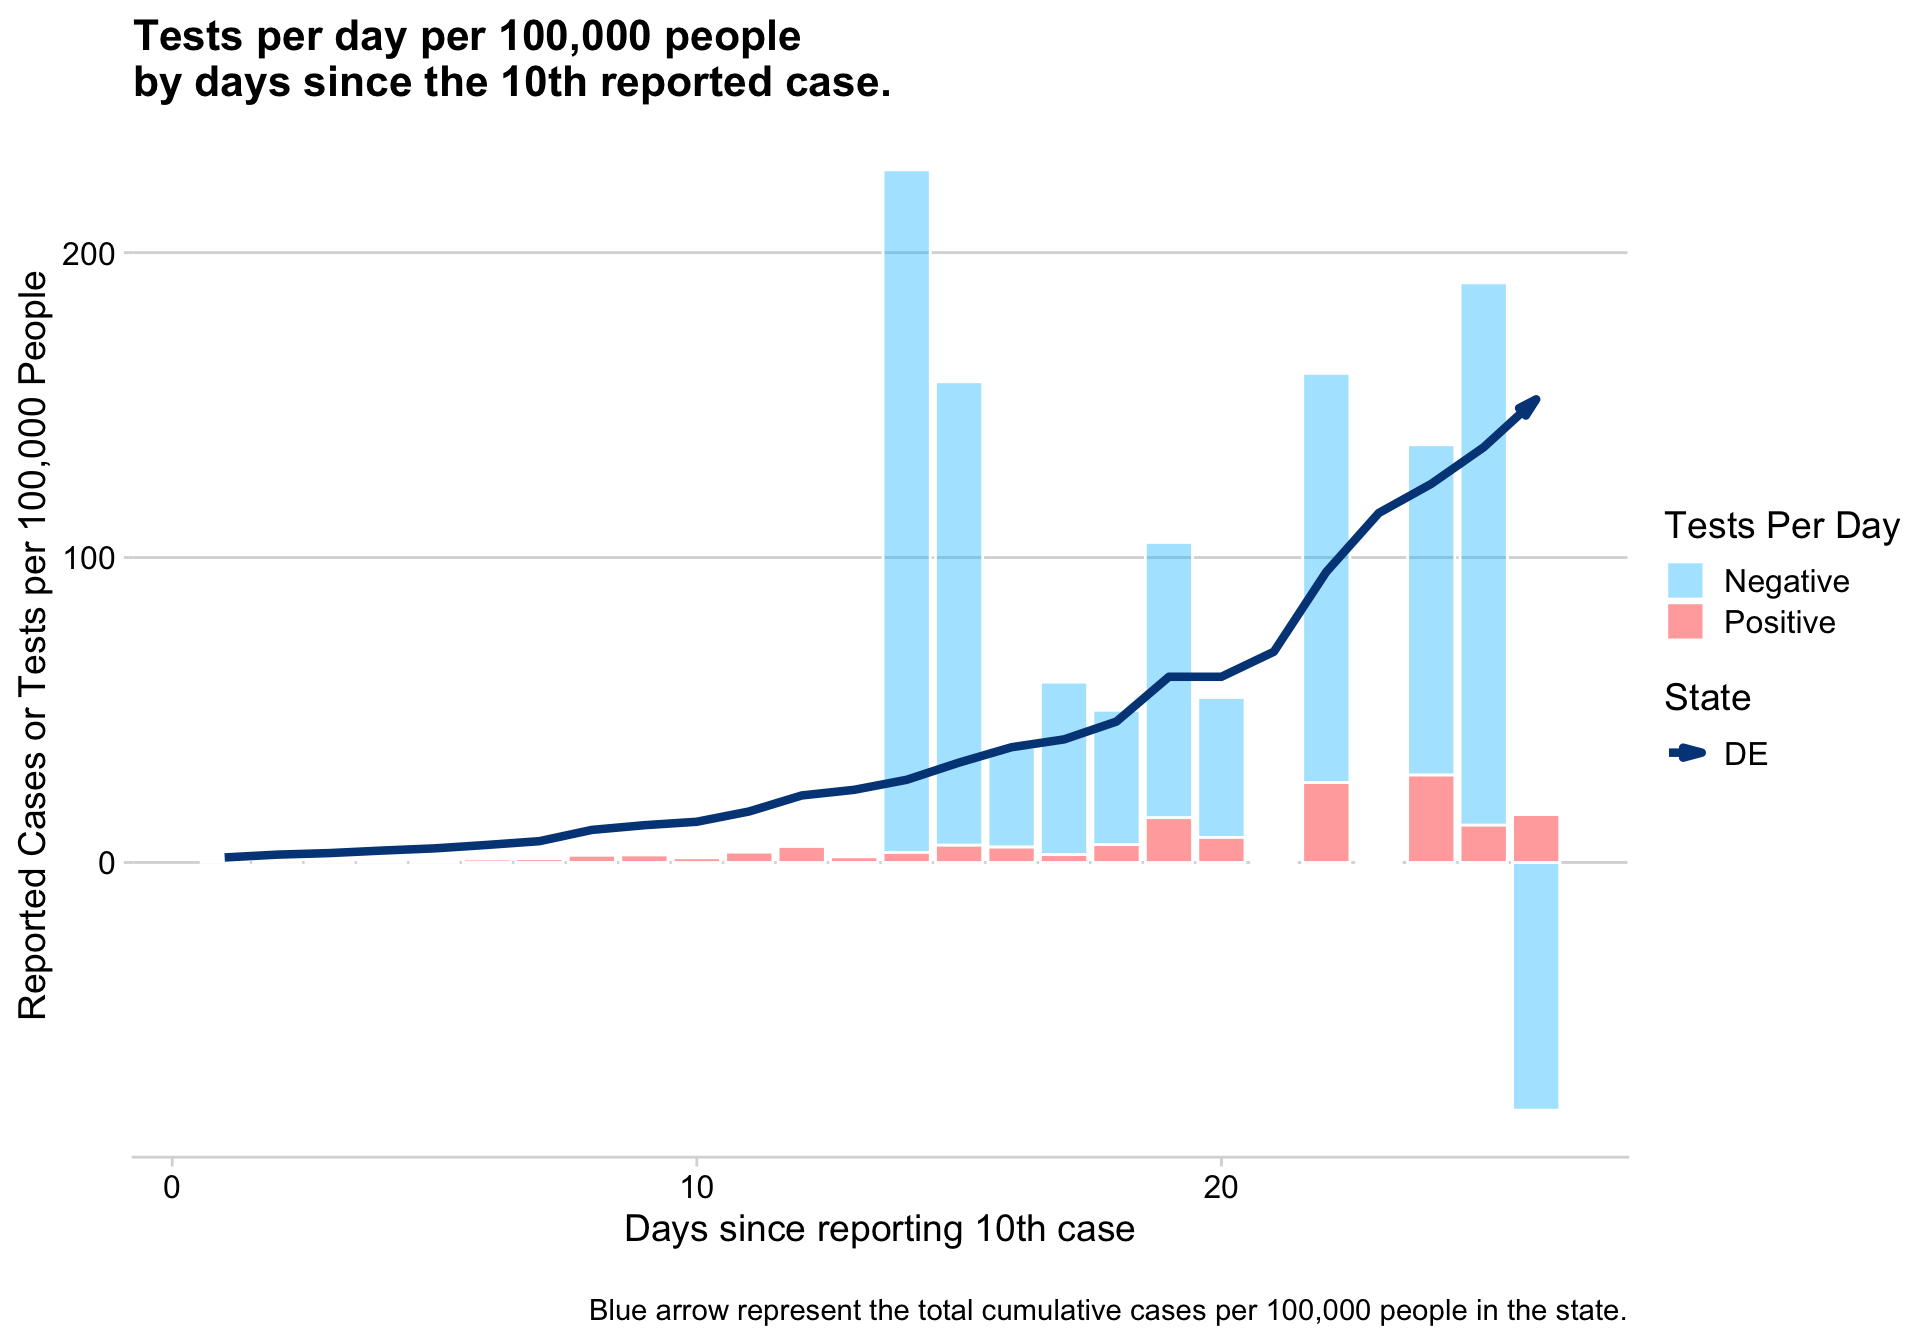 Tests per day per 100,000 people
by days since the 10th reported case.
Reported Cases or Tests per 100,000 People
200
100
0
0
10
20
Days since reporting 10th case
Tests Per Day
Negative
Positive
State
DE
Blue arrow represent the total cumulative cases per 100,000 people in the state.